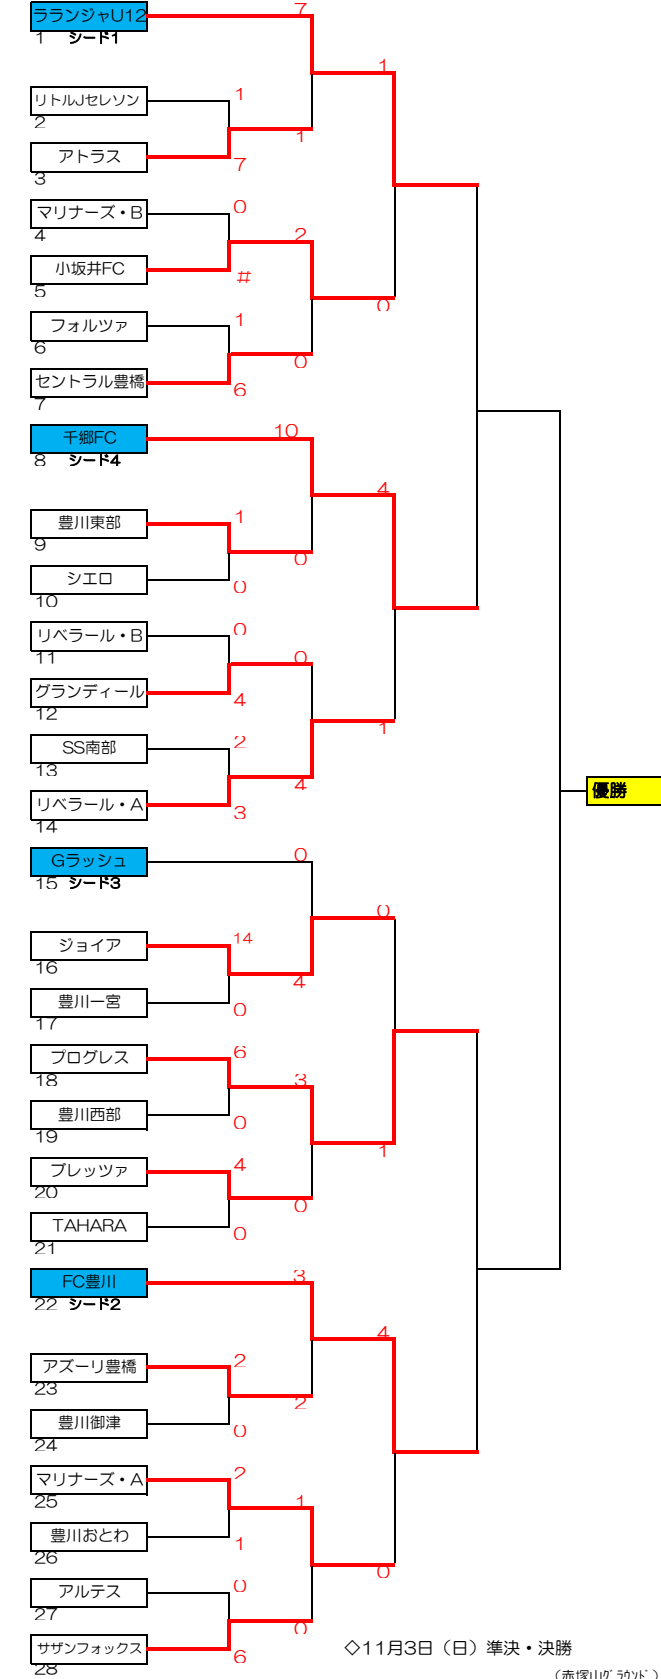 ラランジャU12
7
1 シード1
1
リトルJセレソン
1
2
1
アトラス
7
3
マリナーズ・B
0
4
2
小坂井FC
#
5
0
フォルツァ
1
6
0
セントラル豊橋
6
7
千郷FC
10
8 シード4
4
豊川東部
1
9
0
シエロ
0
10
リベラール・B
0
11
0
グランディール
4
12
1
SS南部
2
13
4
リベラール・A
3
14
優勝
Gラッシュ
0
15 シード3
0
ジョイア
14
16
4
豊川一宮
0
17
プログレス
6
18
3
豊川西部
0
19
1
ブレッツァ
4
20
0
TAHARA
0
21
FC豊川
3
22 シード2
4
アズーリ豊橋
2
23
2
豊川御津
0
24
マリナーズ・A
2
25
1
豊川おとわ
1
26
0
アルテス
0
27
0
サザンフォックス
6
28
◇11月3日(日)準決・決勝
(赤塚山グラウンド)